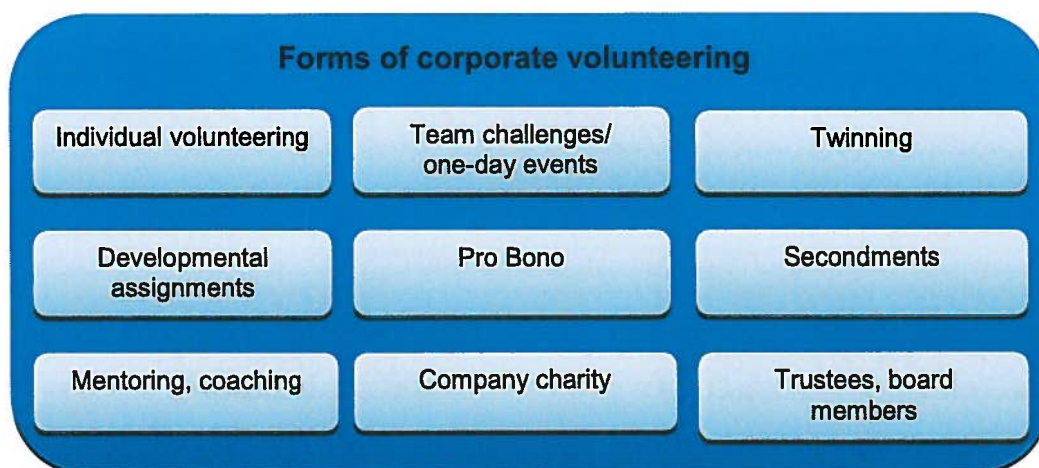 Forms of corporate volunteering
Individual volunteering
Team challenges/
one-day events
Twinning
Developmental
assignments
Pro Bono
Secondments
Mentoring, coaching
Company charity
Trustees, board
members